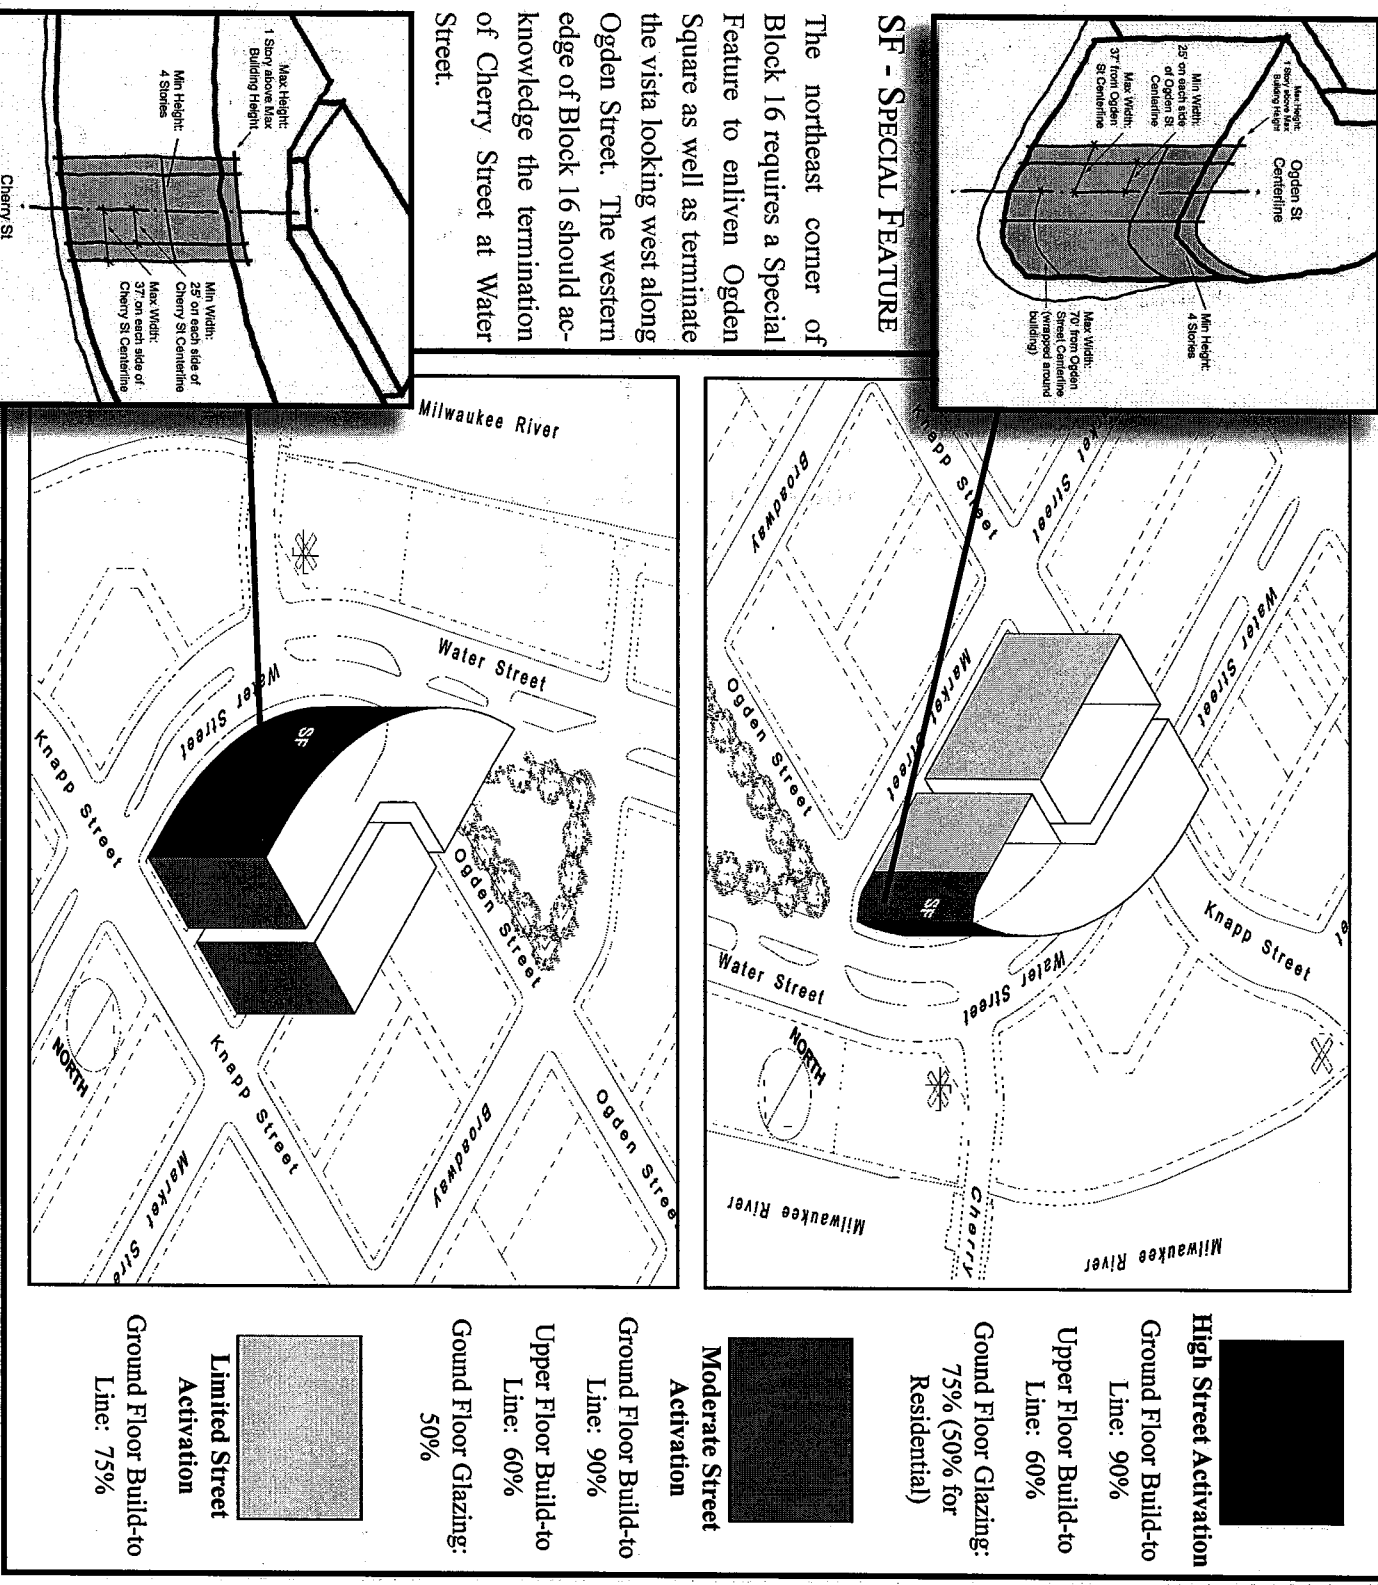 SF - SPECIAL FEATURE
The northeast corner of
Block 16 requires a Special
Feature to enliven Ogden
Square as well as terminate
the vista looking west along
Ogden Street. The western
edge of Block 16 should ac-
knowledge the termination
of Cherry Street at Water
Street.
Max Height:
1 Story above Max
Building Height
Ogden St
Centerline
Min Width:
25' on each side
of Ogden St
Centerline
Max Width:
37' from Ogden
St Centerline
Min Height:
4 Stories
Max Width:
70' from Ogden
Street Centerline
(wrapped around
building)
Max Height:
1 Story above Max
Building Height
Min Height:
4 Stories
Min Width:
25' on each side of
Cherry St Centerline
Max Width:
37' on each side of
Cherry St Centerline
Cherry St
Knapp Street
ket Street
Broadway
Water Street
Market Street
Ogden Street
SF
Knapp Street
et
Water Street
Water Street
NORTH
Cherry
Milwaukee River
Milwaukee River
Milwaukee River
Water Street
Water Street
SF
Knapp Street
Ogden Street
NORTH
Knapp Street
Broadway
Ogden Stree
Market Stre
High Street Activation
Ground Floor Build-to
Line: 90%
Upper Floor Build-to
Line: 60%
Gound Floor Glazing:
75% (50% for
Residential)
Moderate Street
Activation
Ground Floor Build-to
Line: 90%
Upper Floor Build-to
Line: 60%
Gound Floor Glazing:
50%
Limited Street
Activation
Ground Floor Build-to
Line: 75%